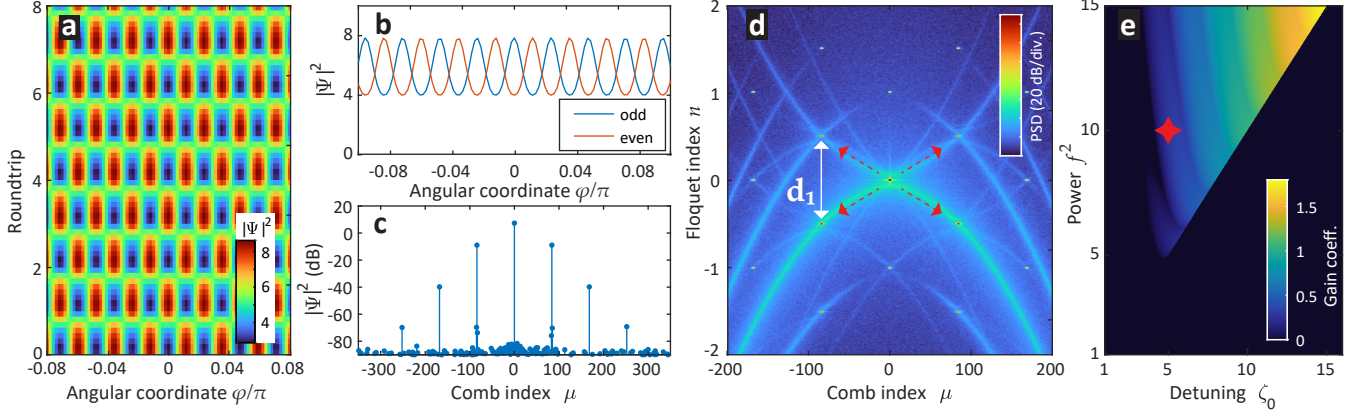 a
Roundtrip
8
6
4
2
0
-0.08
-0.04
0
0.04
0.08
Angular coordinate φ/π
|Ψ|²
8
6
4
b
|Ψ|²
8
4
0
odd
even
-0.08
-0.04
0
0.04
0.08
Angular coordinate φ/π
c
|Ψ̃|² (dB)
20
0
-20
-40
-60
-80
-200
0
200
Comb index μ
d
Floquet index n
2
1
0
-1
-2
d₁
PSD (20 dB/div.)
-200
-100
0
100
200
Comb index μ
e
Power f²
15
10
5
1
1
5
10
15
Detuning ζ₀
Gain coeff.
1.5
1
0.5
0